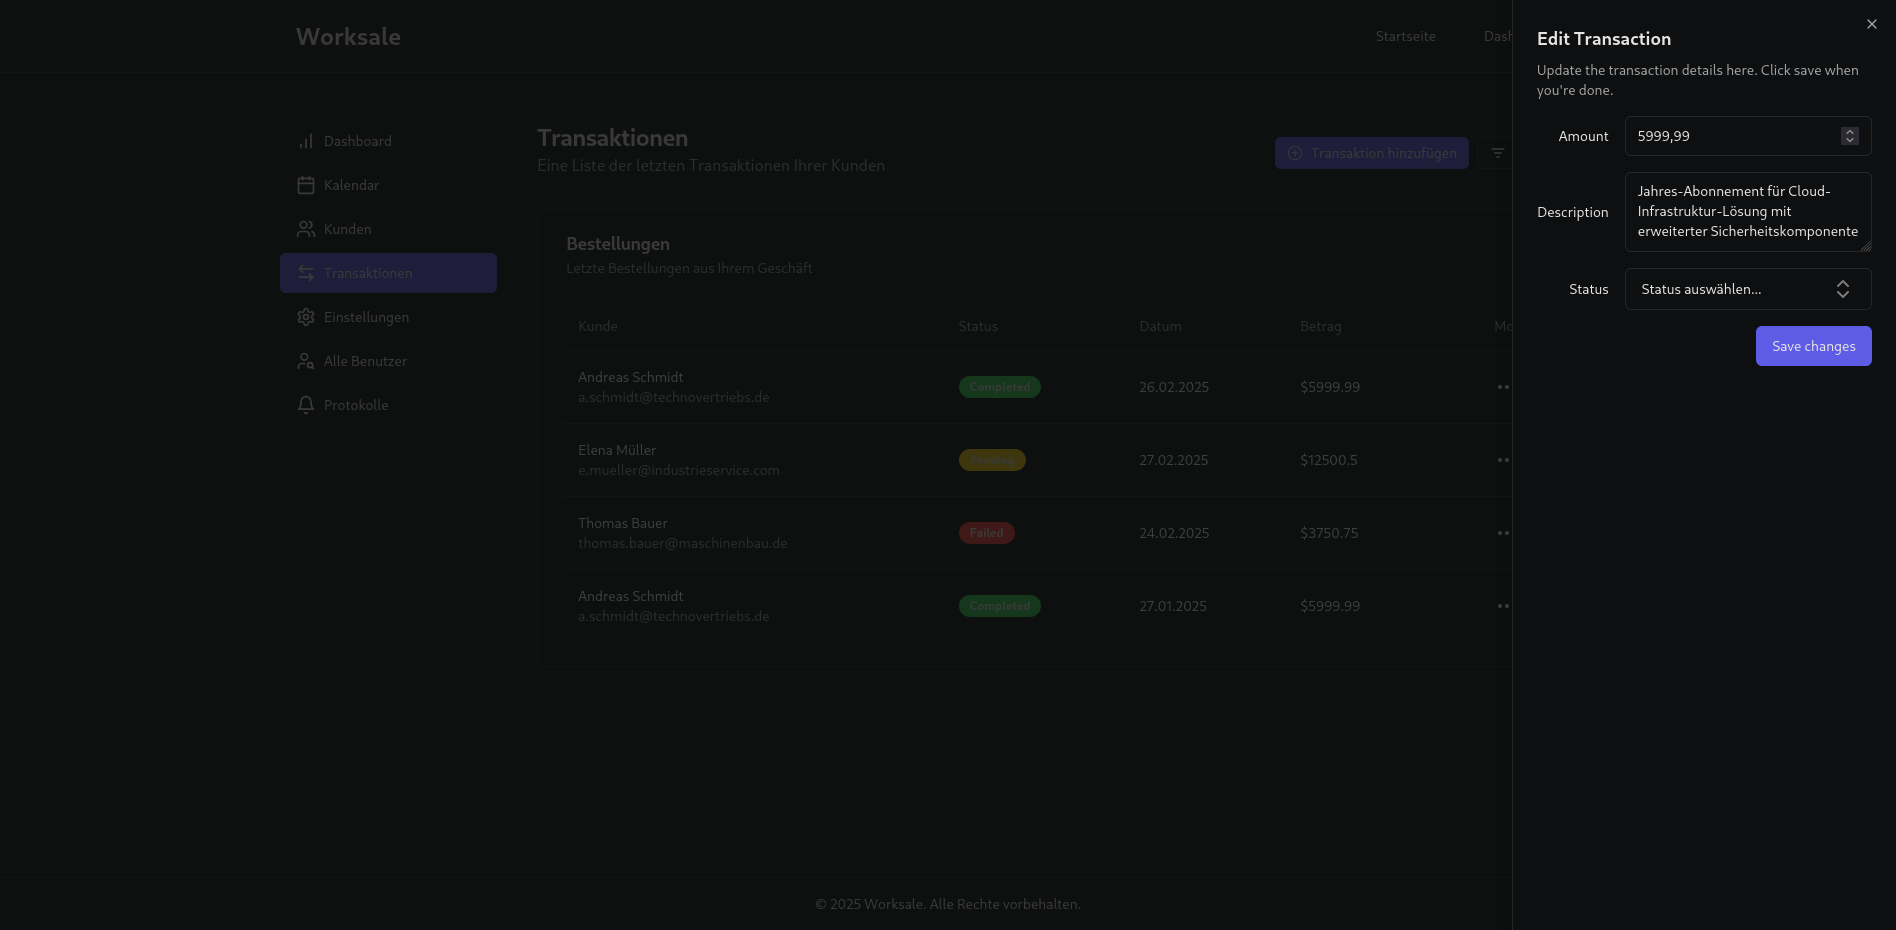 Worksale
Startseite
Dashboard
Kalendar
Kunden
Transaktionen
Einstellungen
Alle Benutzer
Protokolle
Transaktionen
Eine Liste der letzten Transaktionen Ihrer Kunden
Transaktion hinzufügen
Bestellungen
Letzte Bestellungen aus Ihrem Geschäft
Kunde Status Datum Betrag
Andreas Schmidt
a.schmidt@technovertriebs.de
Completed 26.02.2025 $5999.99
Elena Müller
e.mueller@industrieservice.com
Pending 27.02.2025 $12500.5
Thomas Bauer
thomas.bauer@maschinenbau.de
Failed 24.02.2025 $3750.75
Andreas Schmidt
a.schmidt@technovertriebs.de
Completed 27.01.2025 $5999.99
© 2025 Worksale. Alle Rechte vorbehalten.
Edit Transaction
Update the transaction details here. Click save when
you're done.
Amount 5999,99
Description
Jahres-Abonnement für Cloud-
Infrastruktur-Lösung mit
erweiterter Sicherheitskomponente
Status Status auswählen...
Save changes